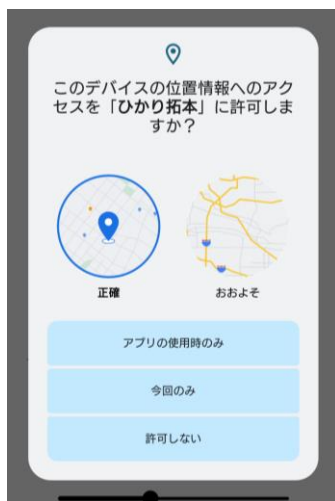 このデバイスの位置情報へのアク
セスを「ひかり拓本」に許可しま
すか？
正確
おおよそ
アプリの使用時のみ
今回のみ
許可しない